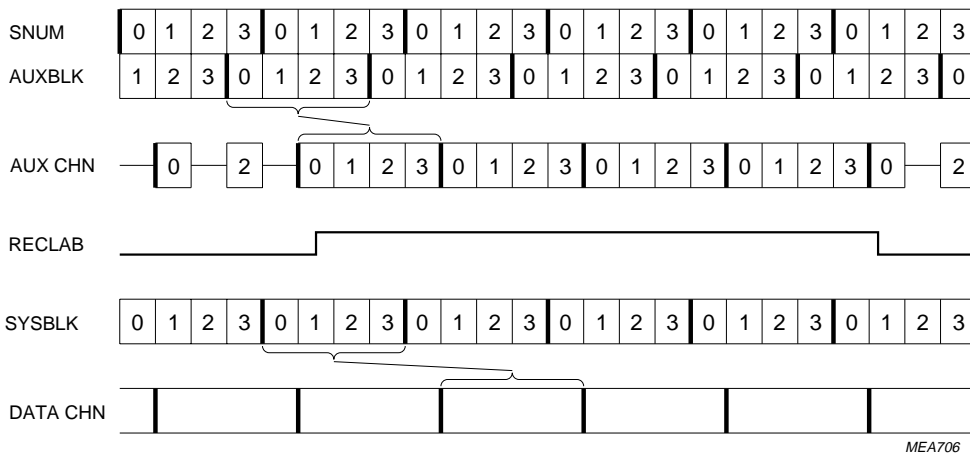 SNUM 0 1 2 3 0 1 2 3 0 1 2 3 0 1 2 3 0 1 2 3 0 1 2 3
AUXBLK 1 2 3 0 1 2 3 0 1 2 3 0 1 2 3 0 1 2 3 0 1 2 3 0
AUX CHN 0 2 0 1 2 3 0 1 2 3 0 1 2 3 0 1 2 3 0 2
RECLAB
SYSBLK 0 1 2 3 0 1 2 3 0 1 2 3 0 1 2 3 0 1 2 3 0 1 2 3
DATA CHN
MEA706